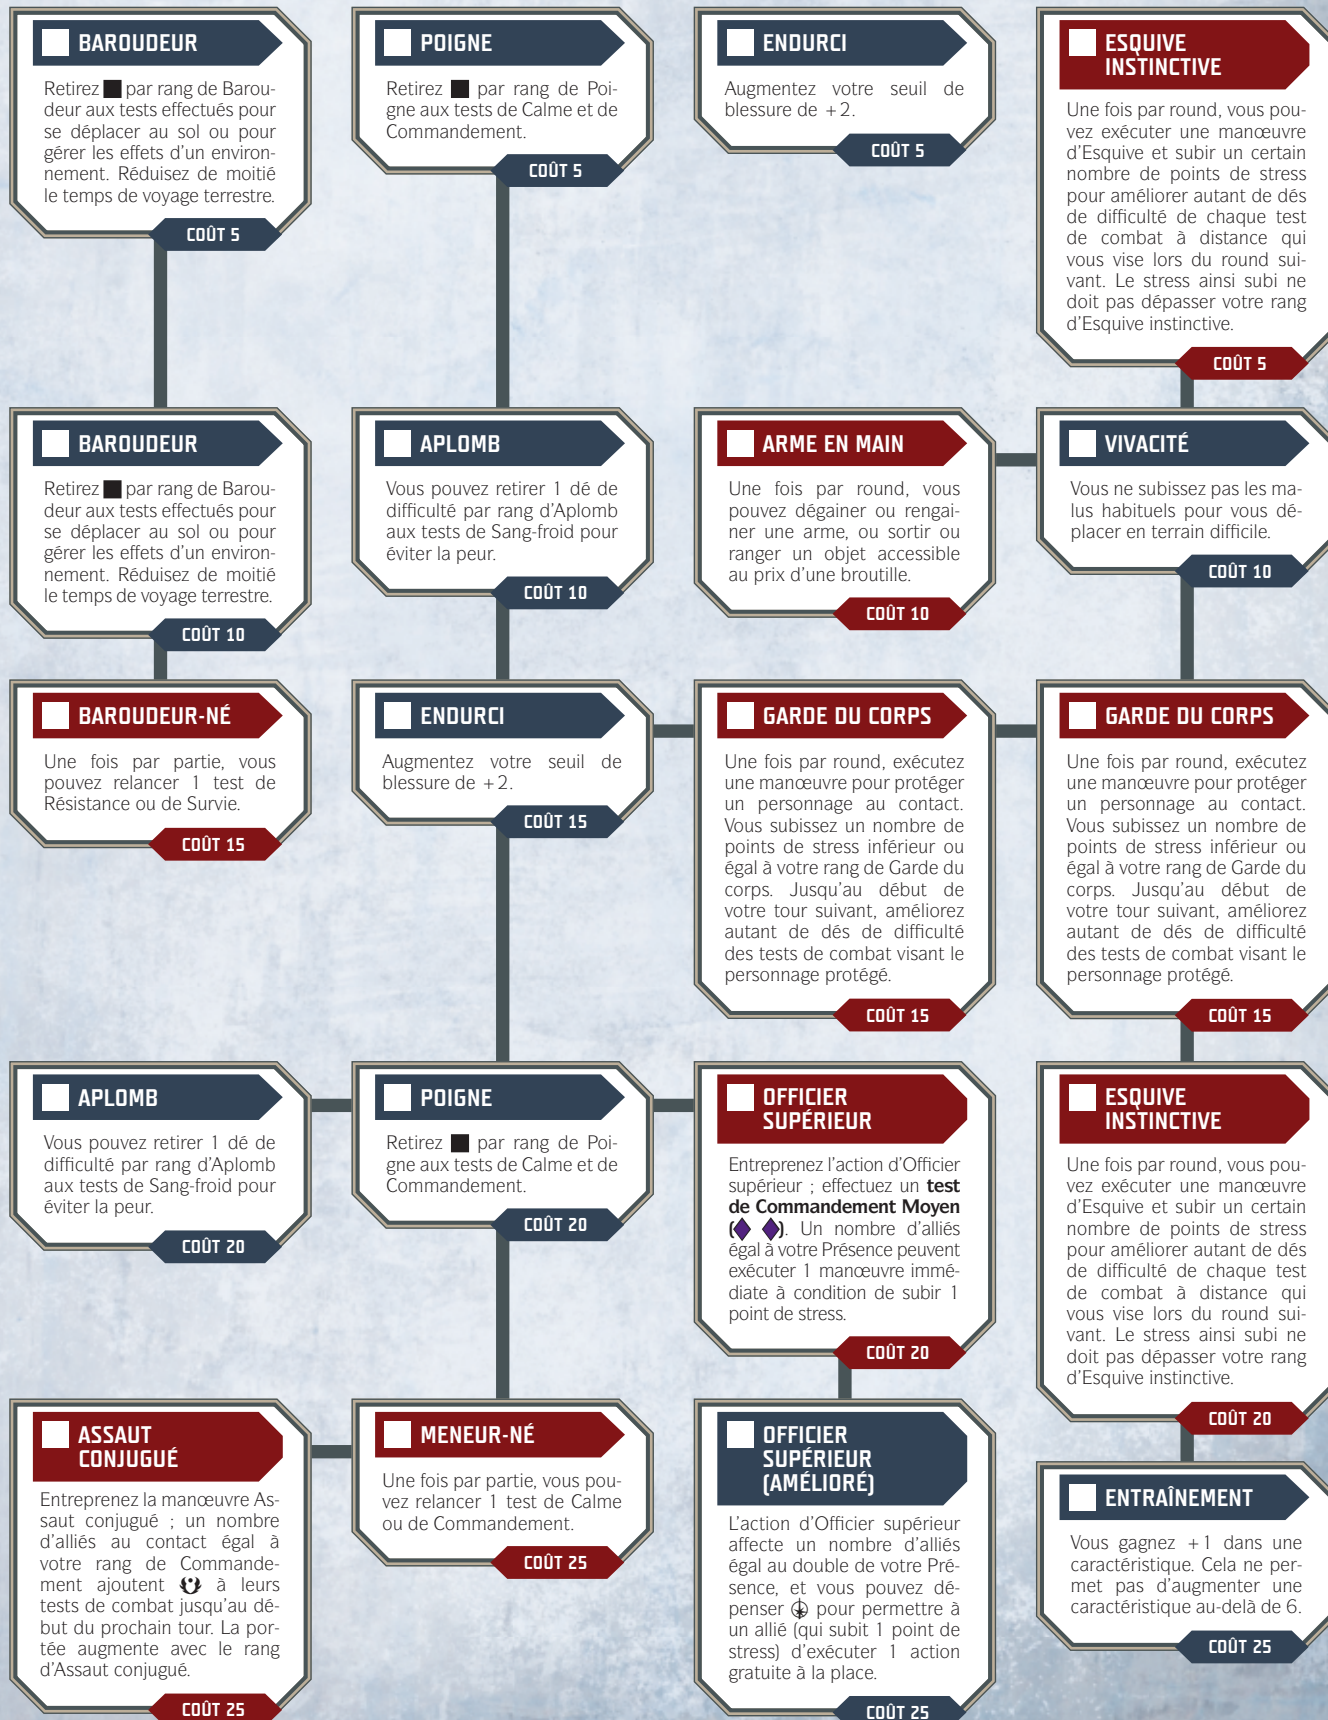 BAROUDEUR
Retirez par rang de Barou-
deur aux tests effectués pour
se déplacer au sol ou pour
gérer les effets d'un environ-
nement. Réduisez de moitié
le temps de voyage terrestre.
COÛT 5
POIGNE
Retirez par rang de Poi-
gne aux tests de Calme et de
Commandement.
COÛT 5
ENDURCI
Augmentez votre seuil de
blessure de +2.
COÛT 5
ESQUIVE
INSTINCTIVE
Une fois par round, vous pou-
vez exécuter une manœuvre
d'Esquive et subir un certain
nombre de points de stress
pour améliorer autant de dés
de difficulté de chaque test
de combat à distance qui
vous vise lors du round sui-
vant. Le stress ainsi subi ne
doit pas dépasser votre rang
d'Esquive instinctive.
COÛT 5
BAROUDEUR
Retirez par rang de Barou-
deur aux tests effectués pour
se déplacer au sol ou pour
gérer les effets d'un environ-
nement. Réduisez de moitié
le temps de voyage terrestre.
COÛT 10
APLOMB
Vous pouvez retirer 1 dé de
difficulté par rang d'Aplomb
aux tests de Sang-froid pour
éviter la peur.
COÛT 10
ARME EN MAIN
Une fois par round, vous
pouvez dégainer ou rengai-
ner une arme, ou sortir ou
ranger un objet accessible
au prix d'une broutille.
COÛT 10
VIVACITÉ
Vous ne subissez pas les ma-
lus habituels pour vous dé-
placer en terrain difficile.
COÛT 10
BAROUDEUR-NÉ
Une fois par partie, vous
pouvez relancer 1 test de
Résistance ou de Survie.
COÛT 15
ENDURCI
Augmentez votre seuil de
blessure de +2.
COÛT 15
GARDE DU CORPS
Une fois par round, exécutez
une manœuvre pour protéger
un personnage au contact.
Vous subissez un nombre de
points de stress inférieur ou
égal à votre rang de Garde du
corps. Jusqu'au début de
votre tour suivant, améliorez
autant de dés de difficulté
des tests de combat visant le
personnage protégé.
COÛT 15
GARDE DU CORPS
Une fois par round, exécutez
une manœuvre pour protéger
un personnage au contact.
Vous subissez un nombre de
points de stress inférieur ou
égal à votre rang de Garde du
corps. Jusqu'au début de
votre tour suivant, améliorez
autant de dés de difficulté
des tests de combat visant le
personnage protégé.
COÛT 15
APLOMB
Vous pouvez retirer 1 dé de
difficulté par rang d'Aplomb
aux tests de Sang-froid pour
éviter la peur.
COÛT 20
POIGNE
Retirez par rang de Poi-
gne aux tests de Calme et de
Commandement.
COÛT 20
OFFICIER
SUPÉRIEUR
Entreprenez l'action d'Officier
supérieur ; effectuez un test
de Commandement Moyen
( ). Un nombre d'alliés
égal à votre Présence peuvent
exécuter 1 manœuvre immé-
diate à condition de subir 1
point de stress.
COÛT 20
ESQUIVE
INSTINCTIVE
Une fois par round, vous pou-
vez exécuter une manœuvre
d'Esquive et subir un certain
nombre de points de stress
pour améliorer autant de dés
de difficulté de chaque test
de combat à distance qui
vous vise lors du round sui-
vant. Le stress ainsi subi ne
doit pas dépasser votre rang
d'Esquive instinctive.
COÛT 20
ASSAUT
CONJUGUÉ
Entreprenez la manœuvre As-
saut conjugué ; un nombre
d'alliés au contact égal à
votre rang de Commande-
ment ajoutent à leurs
tests de combat jusqu'au dé-
but du prochain tour. La por-
tée augmente avec le rang
d'Assaut conjugué.
COÛT 25
MENEUR-NÉ
Une fois par partie, vous pou-
vez relancer 1 test de Calme
ou de Commandement.
COÛT 25
OFFICIER
SUPÉRIEUR
(AMÉLIORÉ)
L'action d'Officier supérieur
affecte un nombre d'alliés
égal au double de votre Pré-
sence, et vous pouvez dé-
penser pour permettre à
un allié (qui subit 1 point de
stress) d'exécuter 1 action
gratuite à la place.
COÛT 25
ENTRAÎNEMENT
Vous gagnez +1 dans une
caractéristique. Cela ne per-
met pas d'augmenter une
caractéristique au-delà de 6.
COÛT 25